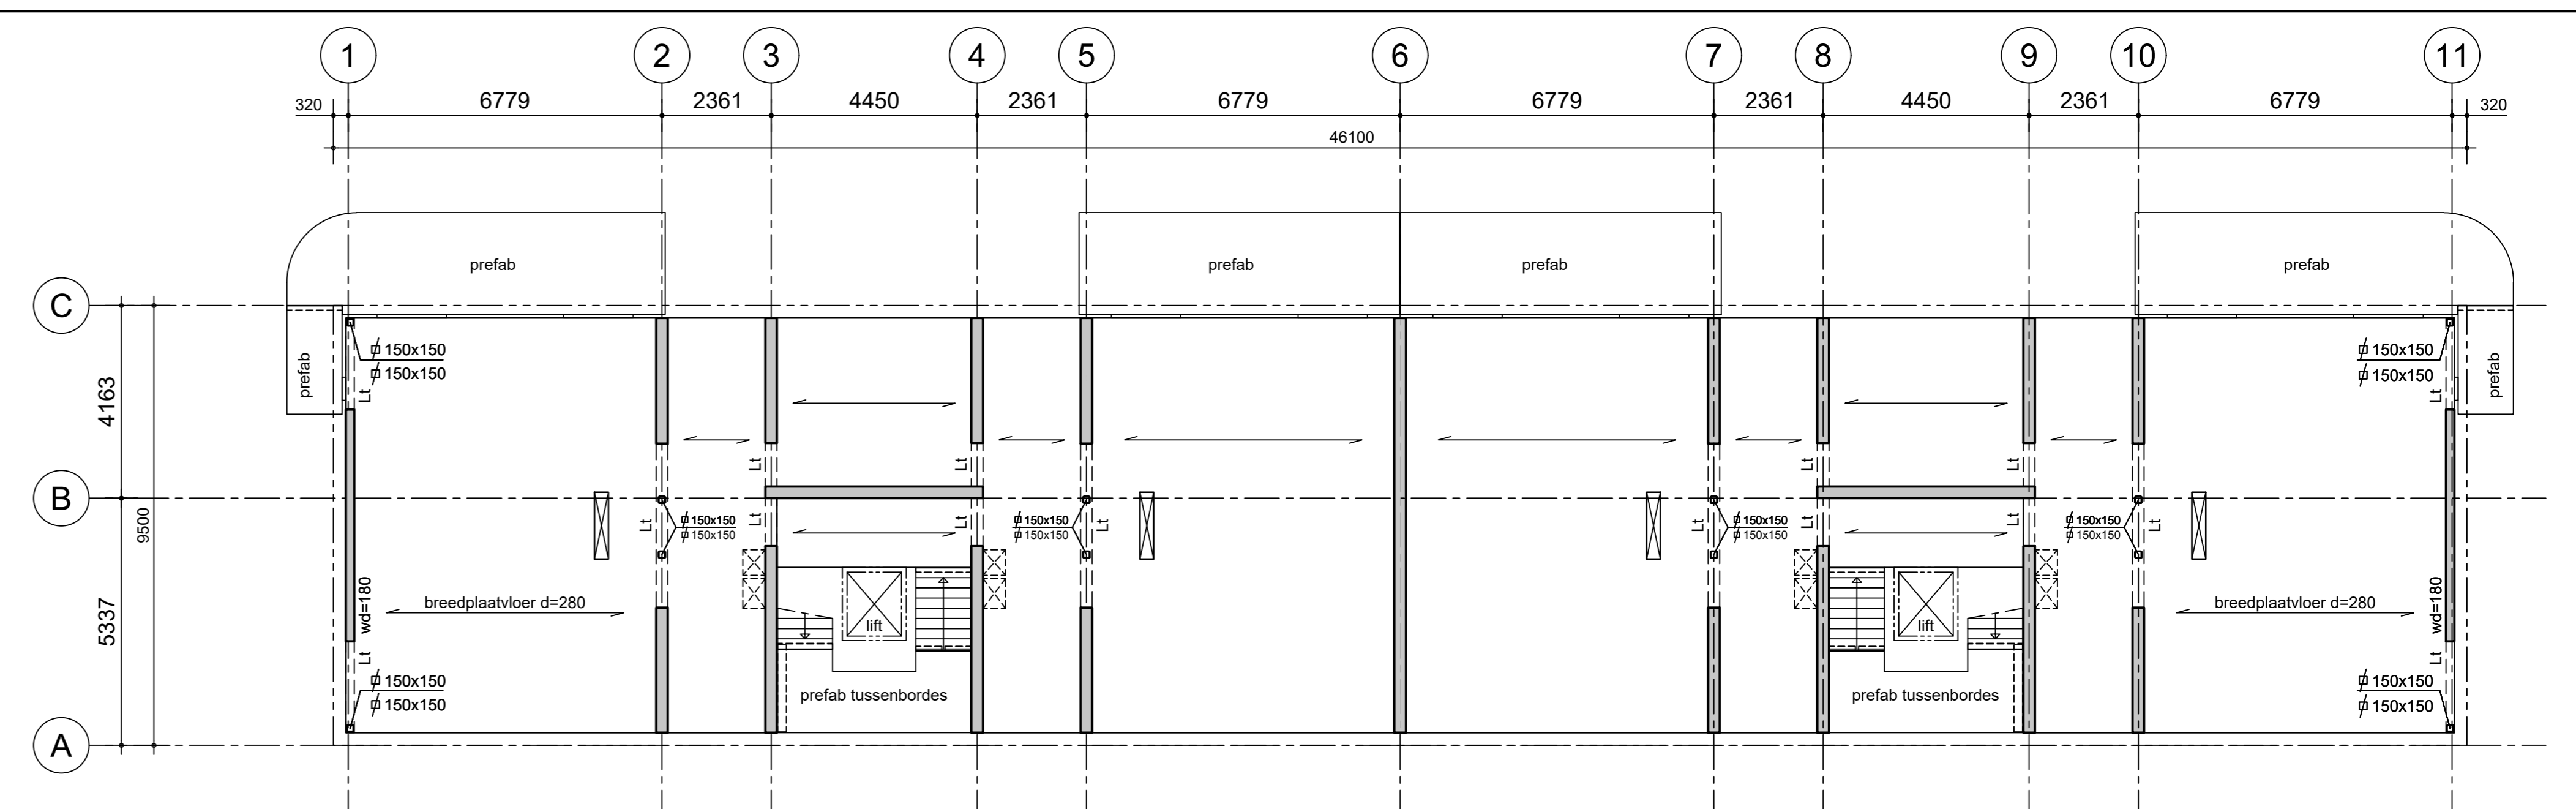 1 2 3 4 5 6 7 8 9 10 11
320 6779 2361 4450 2361 6779 6779 2361 4450 2361 6779 320
46100
prefab prefab prefab prefab
C
150x150 150x150
150x150 150x150
prefab Lt Lt prefab
4163
Lt Lt Lt Lt
B
9500
Lt 150x150 Lt Lt 150x150 Lt Lt 150x150 Lt Lt 150x150 Lt
150x150 150x150 150x150 150x150
5337
wd=180 breedplaatvloer d=280 breedplaatvloer d=280 wd=180
lift lift
Lt Lt
150x150 150x150
150x150 150x150
prefab tussenbordes prefab tussenbordes
A